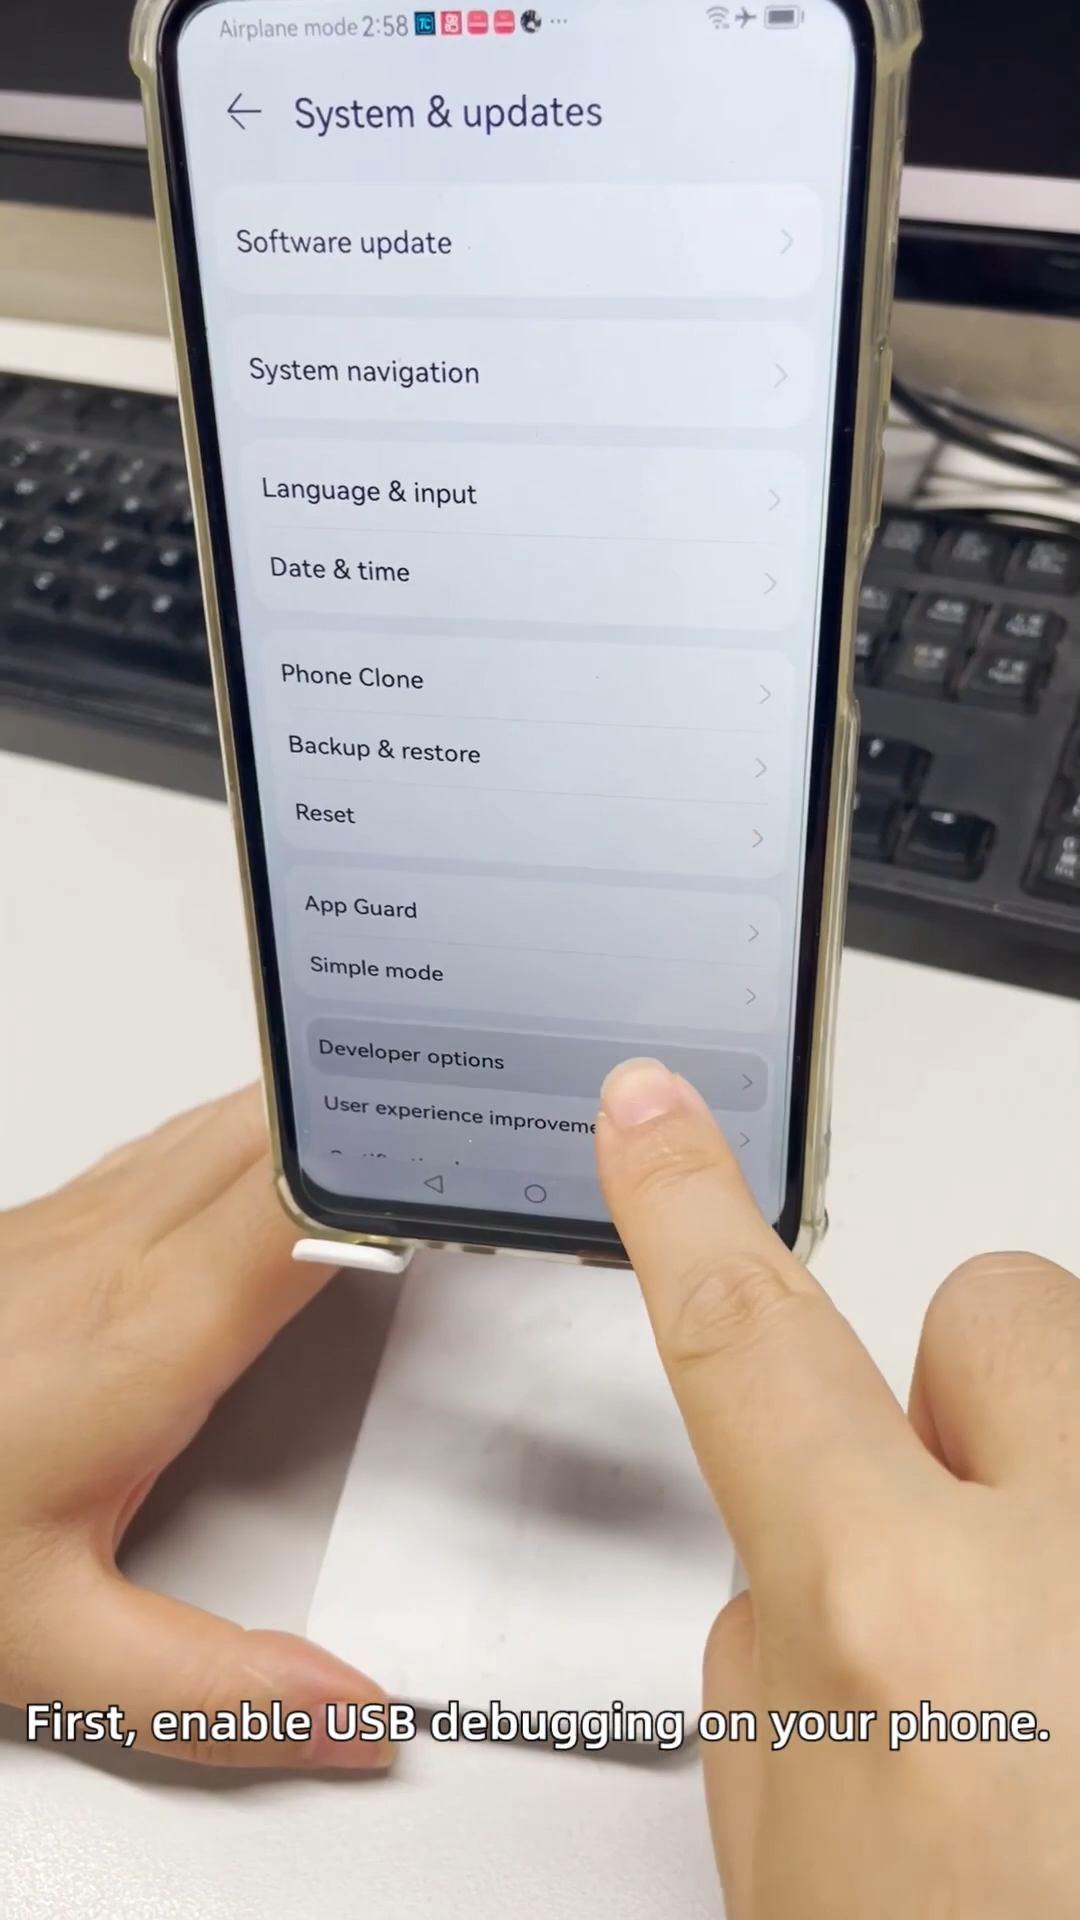 Airplane mode 2:58
System & updates
Software update
System navigation
Language & input
Date & time
Phone Clone
Backup & restore
Reset
App Guard
Simple mode
Developer options
User experience
First, enable USB debugging on your phone.